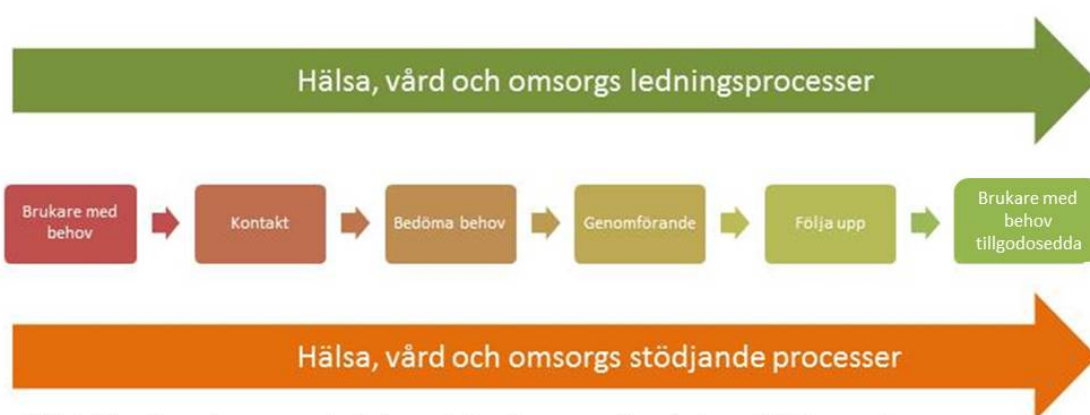 Hälsa, vård och omsorgs ledningsprocesser
Brukare med
behov
Kontakt
Bedöma behov
Genomförande
Följa upp
Brukare med
behov
tillgodosedda
Hälsa, vård och omsorgs stödjande processer